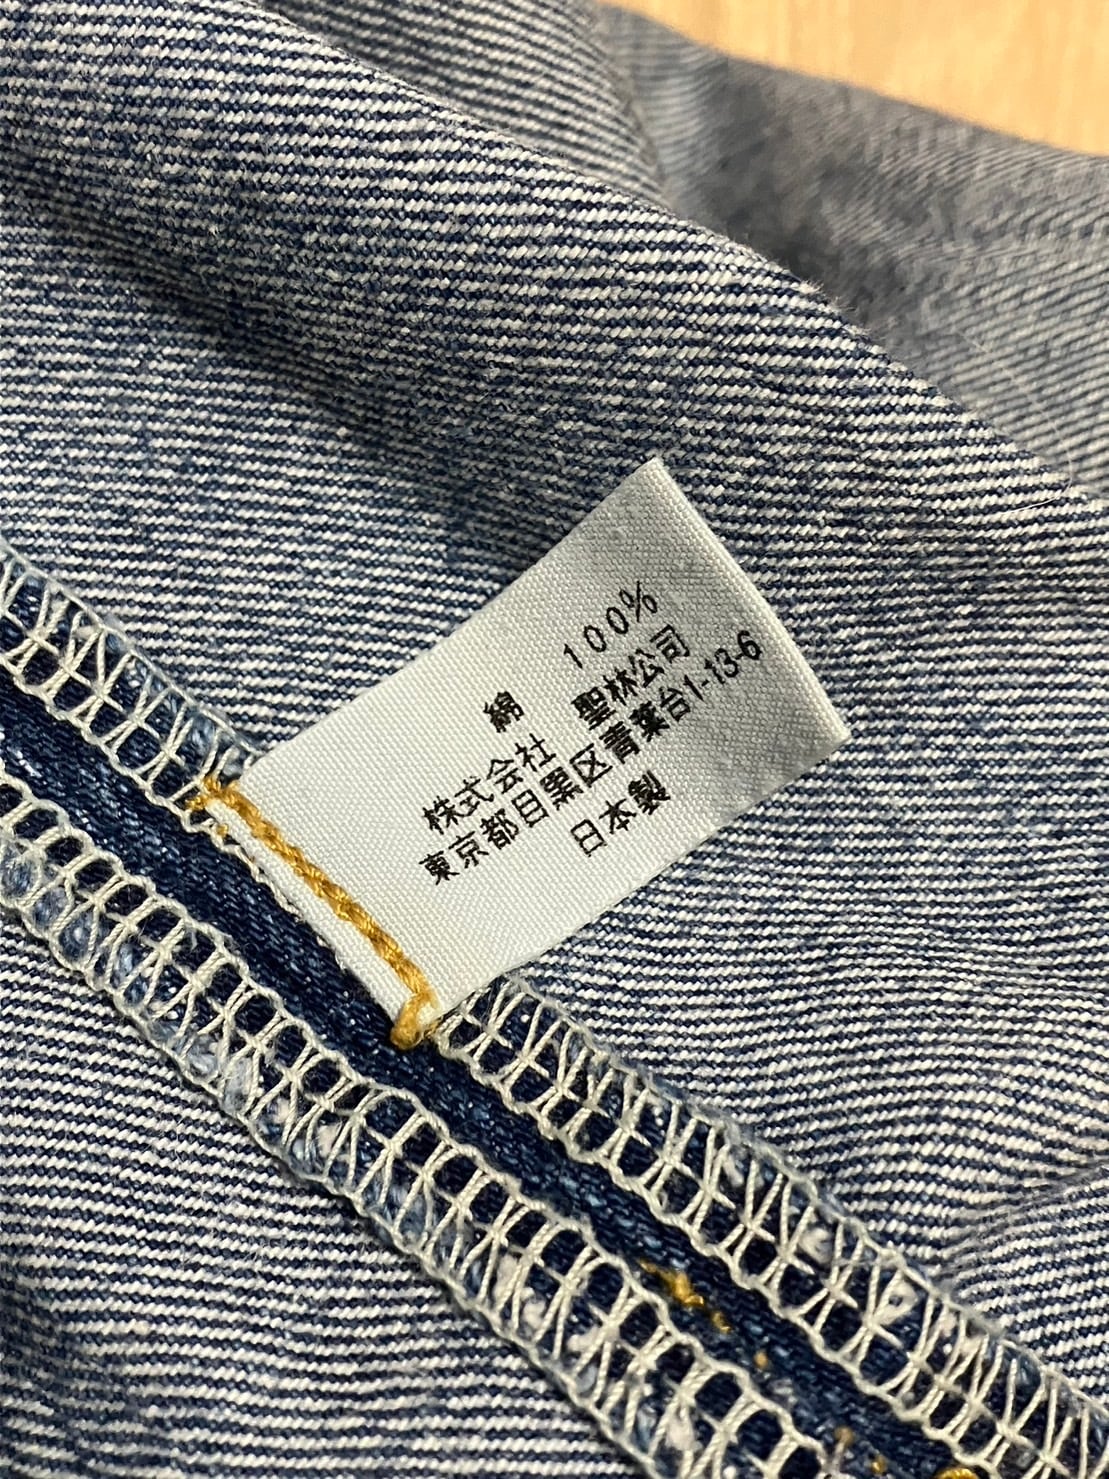 綿 100%
株式会社 聖林公司
東京都目黒区青葉台1-13-6
日本製